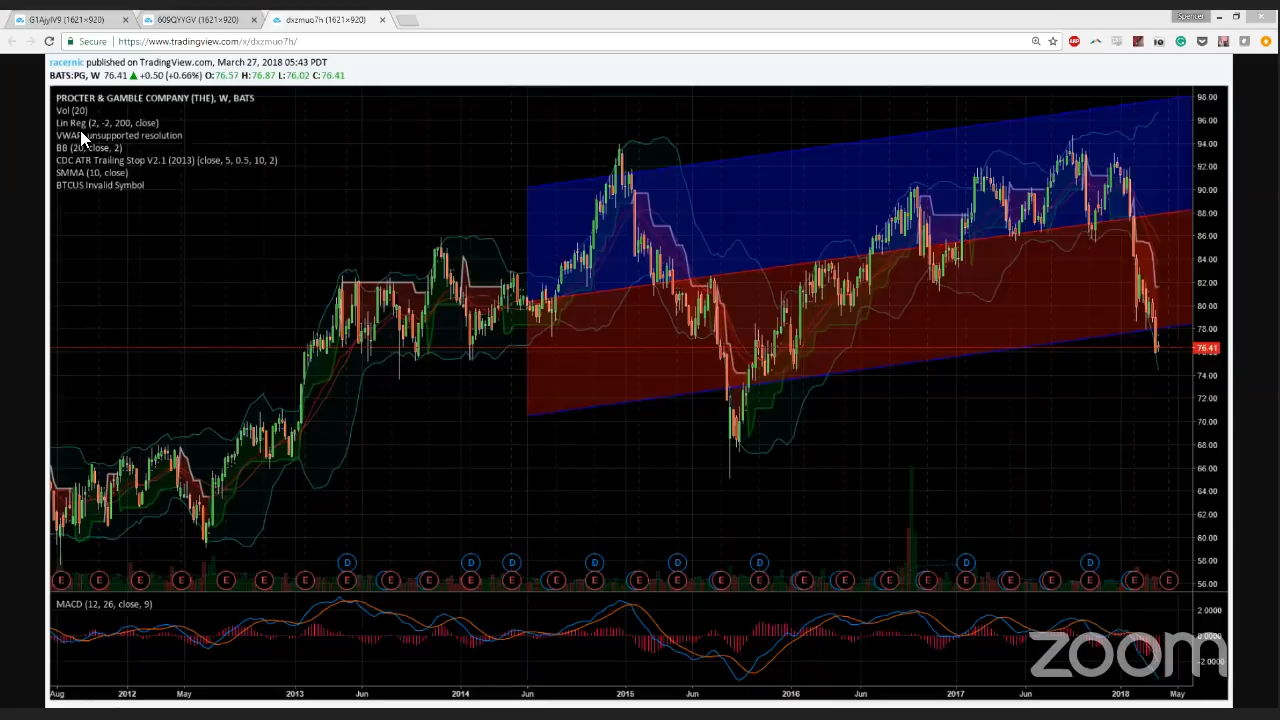 G1AjyIV9 (1621×920)
609QYYGV (1621×920)
dxzmuo7h (1621×920)
Spencer
Secure
https://www.tradingview.com/x/dxzmuo7h/
racernic published on TradingView.com, March 27, 2018 05:43 PDT
BATS:PG, W 76.41 ▲ +0.50 (+0.66%) O:76.57 H:76.87 L:76.02 C:76.41
PROCTER & GAMBLE COMPANY (THE), W, BATS
Vol (20)
Lin Reg (2, -2, 200, close)
VWAP unsupported resolution
BB (20, close, 2)
CDC ATR Trailing Stop V2.1 (2013) (close, 5, 0.5, 10, 2)
SMMA (10, close)
BTCUS Invalid Symbol
98.00
96.00
94.00
92.00
90.00
88.00
86.00
84.00
82.00
80.00
78.00
76.41
74.00
72.00
70.00
68.00
66.00
64.00
62.00
60.00
58.00
56.00
D D D D D D D D
E E E E E E E E E E E E E E E E E E E E E E E E E E E
MACD (12, 26, close, 9)
2.0000
0.0000
-2.0000
zoom
Aug 2012 May 2013 Jun 2014 Jun 2015 Jun 2016 Jun 2017 Jun 2018 May